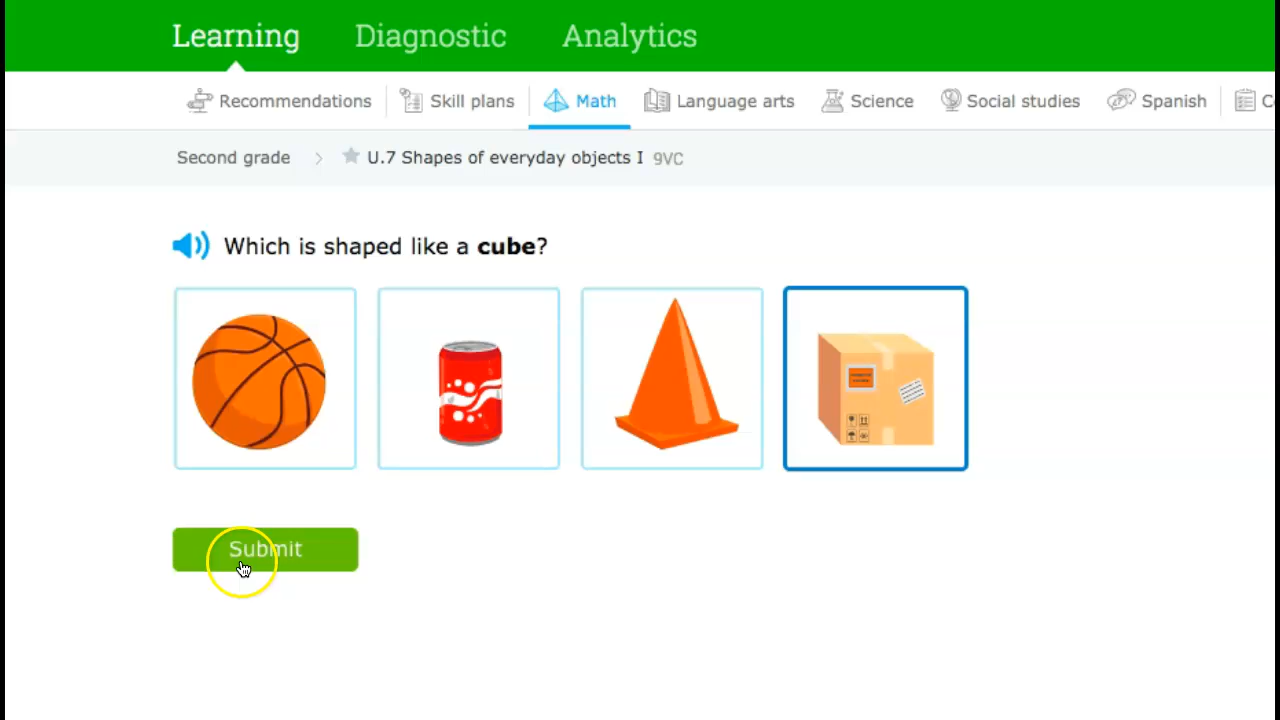 Learning Diagnostic Analytics
Recommendations Skill plans Math Language arts Science Social studies Spanish
Second grade > U.7 Shapes of everyday objects I 9VC
Which is shaped like a cube?
Submit